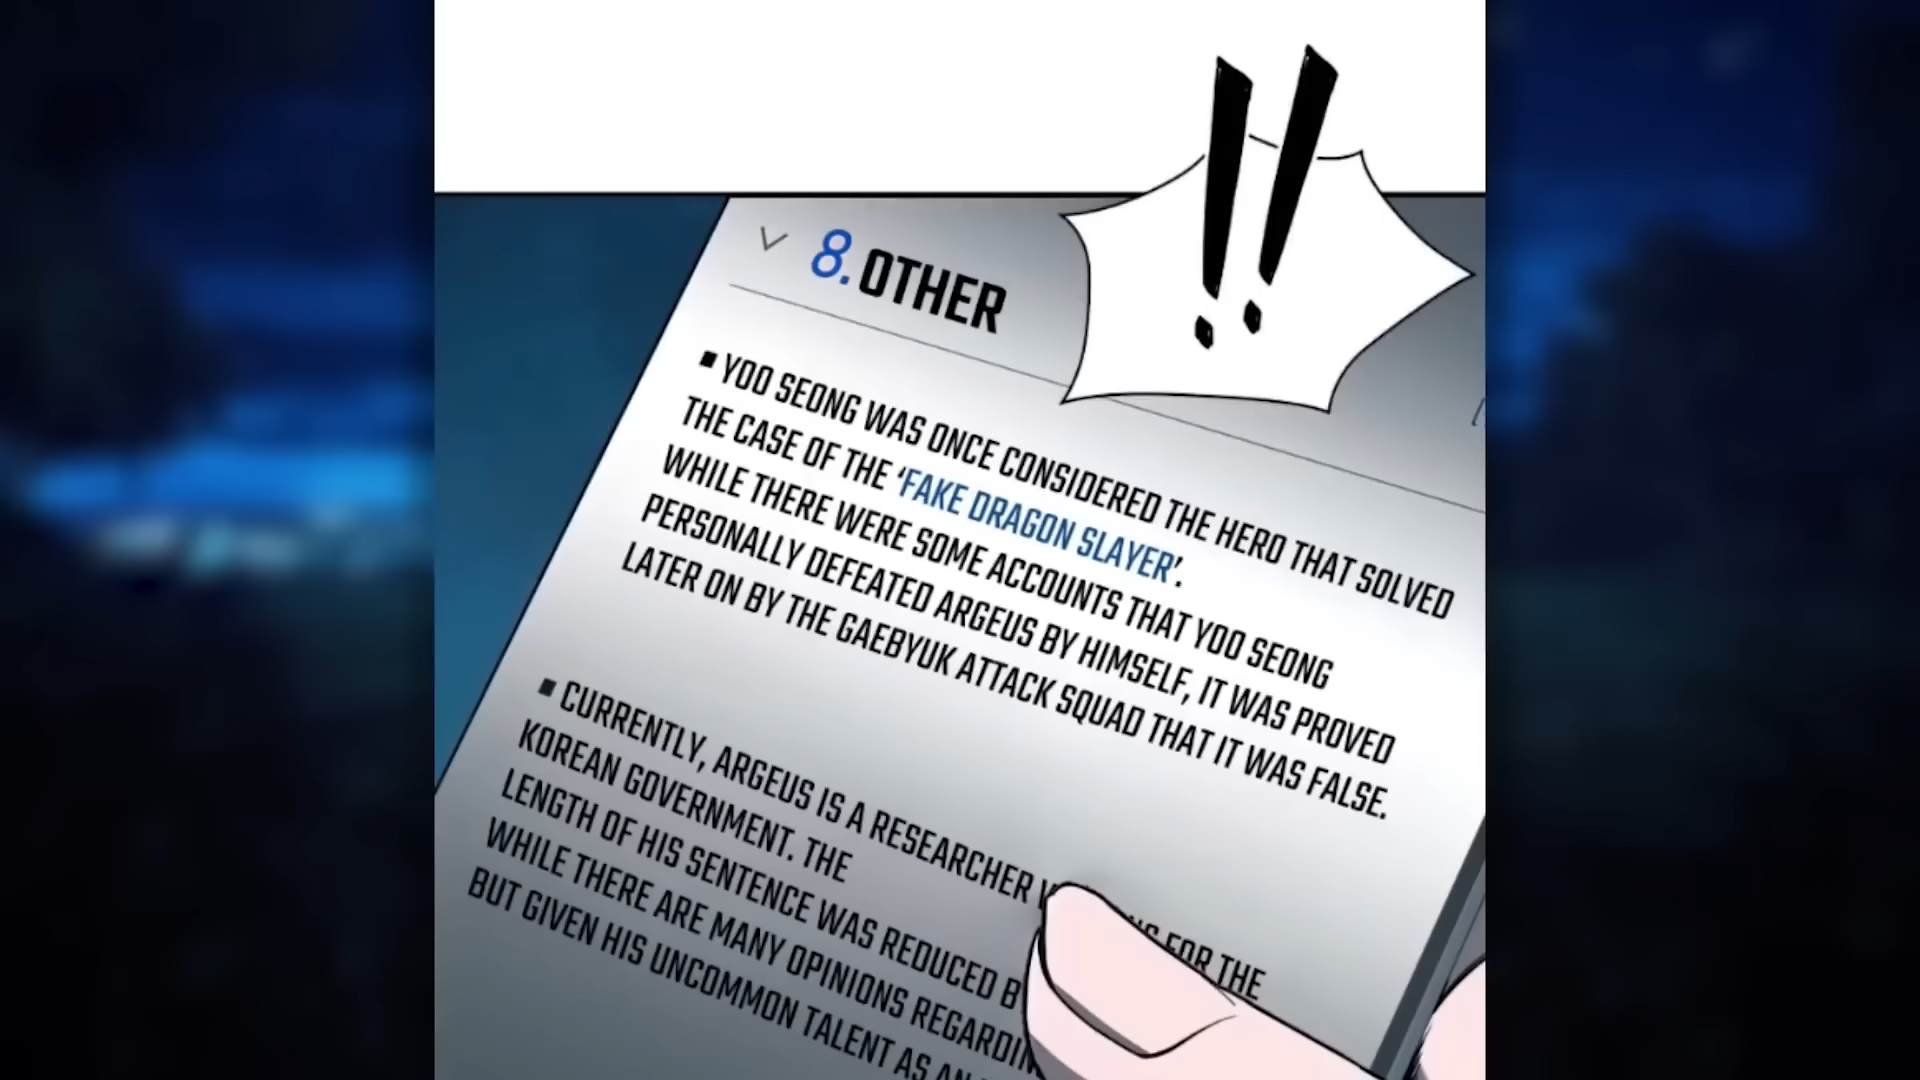 !!
8. OTHER
▪ YOO SEONG WAS ONCE CONSIDERED THE HERO THAT SOLVED
THE CASE OF THE ‘FAKE DRAGON SLAYER’.
WHILE THERE WERE SOME ACCOUNTS THAT YOO SEONG
PERSONALLY DEFEATED ARGEUS BY HIMSELF, IT WAS PROVED
LATER ON BY THE GAEBYUK ATTACK SQUAD THAT IT WAS FALSE.
▪ CURRENTLY, ARGEUS IS A RESEARCHER FOR THE
KOREAN GOVERNMENT. THE
LENGTH OF HIS SENTENCE WAS REDUCED
WHILE THERE ARE MANY OPINIONS
BUT GIVEN HIS UNCOMMON TALENT AS